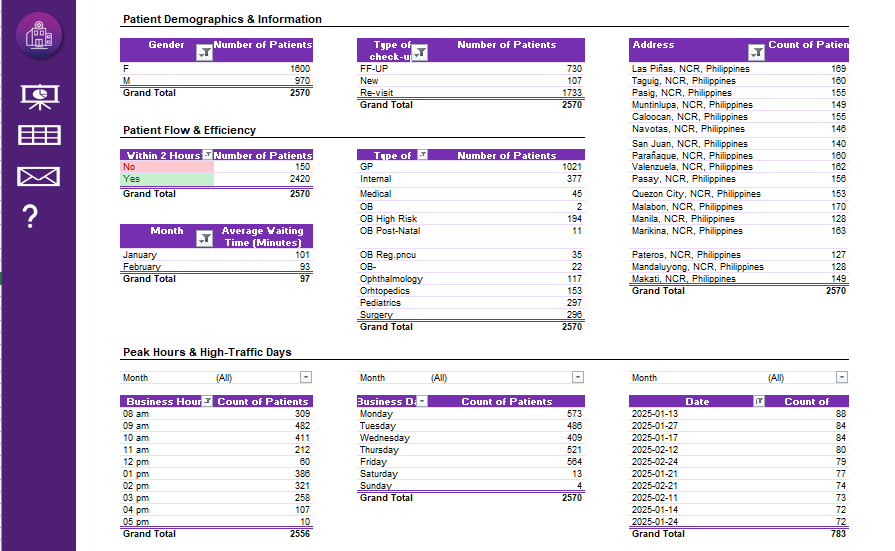 Patient Demographics & Information
Gender Number of Patients
F 1600
M 970
Grand Total 2570
Type of check-up Number of Patients
FF-UP 730
New 107
Re-visit 1733
Grand Total 2570
Address Count of Patien
Las Piñas, NCR, Philippines 169
Taguig, NCR, Philippines 160
Pasig, NCR, Philippines 155
Muntinlupa, NCR, Philippines 149
Caloocan, NCR, Philippines 155
Navotas, NCR, Philippines 146
San Juan, NCR, Philippines 140
Parañaque, NCR, Philippines 160
Valenzuela, NCR, Philippines 162
Pasay, NCR, Philippines 156
Quezon City, NCR, Philippines 153
Malabon, NCR, Philippines 170
Manila, NCR, Philippines 128
Marikina, NCR, Philippines 163
Pateros, NCR, Philippines 127
Mandaluyong, NCR, Philippines 128
Makati, NCR, Philippines 149
Grand Total 2570
Patient Flow & Efficiency
Within 2 Hours Number of Patients
No 150
Yes 2420
Grand Total 2570
Month Average Waiting
Time (Minutes)
January 101
February 93
Grand Total 97
Type of Number of Patients
GP 1021
Internal 377
Medical 45
OB 2
OB High Risk 194
OB Post-Natal 11
OB Reg.pncu 35
OB- 22
Ophthalmology 117
Orhtopedics 153
Pediatrics 297
Surgery 296
Grand Total 2570
Peak Hours & High-Traffic Days
Month (All)
Business Hour Count of Patients
08 am 309
09 am 482
10 am 411
11 am 212
12 pm 60
01 pm 386
02 pm 321
03 pm 258
04 pm 107
05 pm 10
Grand Total 2556
Month (All)
Business Da Count of Patients
Monday 573
Tuesday 486
Wednesday 409
Thursday 521
Friday 564
Saturday 13
Sunday 4
Grand Total 2570
Month (All)
Date Count of
2025-01-13 88
2025-01-27 84
2025-01-17 84
2025-02-12 80
2025-02-24 79
2025-01-21 77
2025-02-21 74
2025-02-11 73
2025-01-14 72
2025-01-24 72
Grand Total 783
?